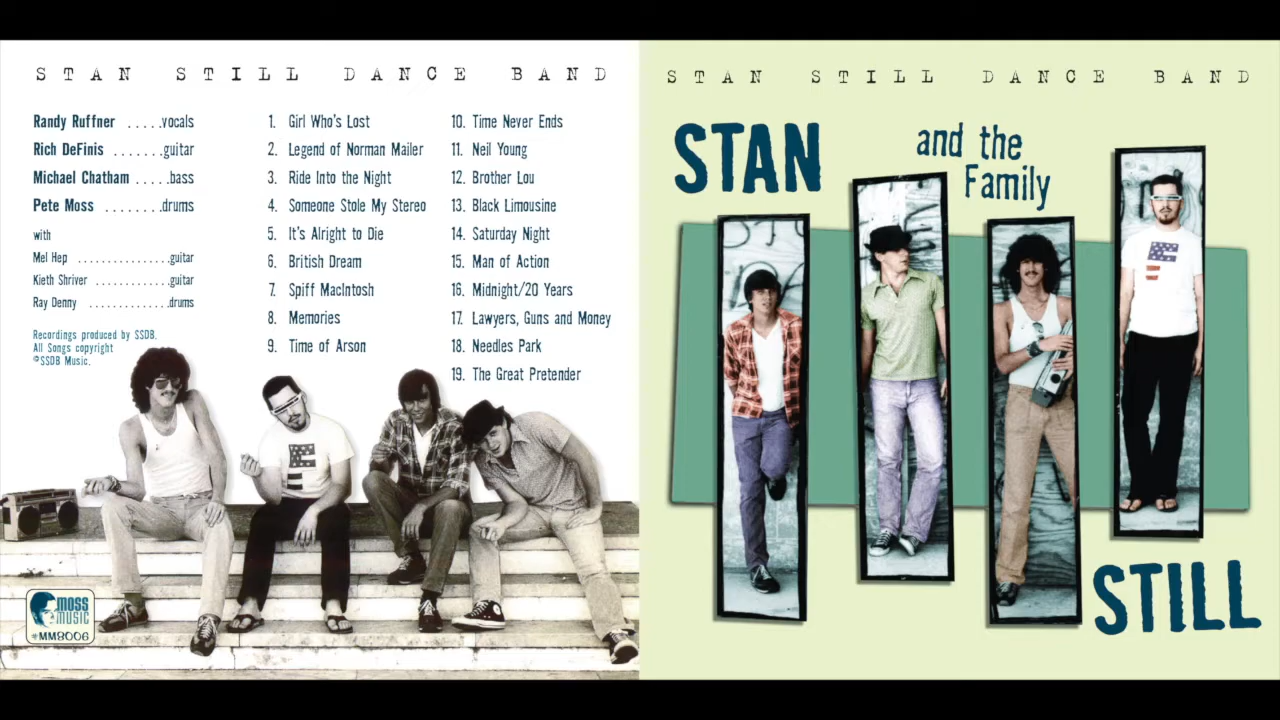 STAN STILL DANCE BAND
Randy Ruffner .....vocals
Rich DeFinis .......guitar
Michael Chatham .....bass
Pete Moss ........drums
with
Mel Hep ................guitar
Kieth Shriver .............guitar
Ray Denny ..............drums
Recordings produced by SSDB.
All Songs copyright
©SSDB Music.
1. Girl Who's Lost
2. Legend of Norman Mailer
3. Ride Into the Night
4. Someone Stole My Stereo
5. It's Alright to Die
6. British Dream
7. Spiff MacIntosh
8. Memories
9. Time of Arson
10. Time Never Ends
11. Neil Young
12. Brother Lou
13. Black Limousine
14. Saturday Night
15. Man of Action
16. Midnight/20 Years
17. Lawyers, Guns and Money
18. Needles Park
19. The Great Pretender
MOSS
MUSIC
#MM9006
STAN STILL DANCE BAND
STAN
and the
Family
STILL